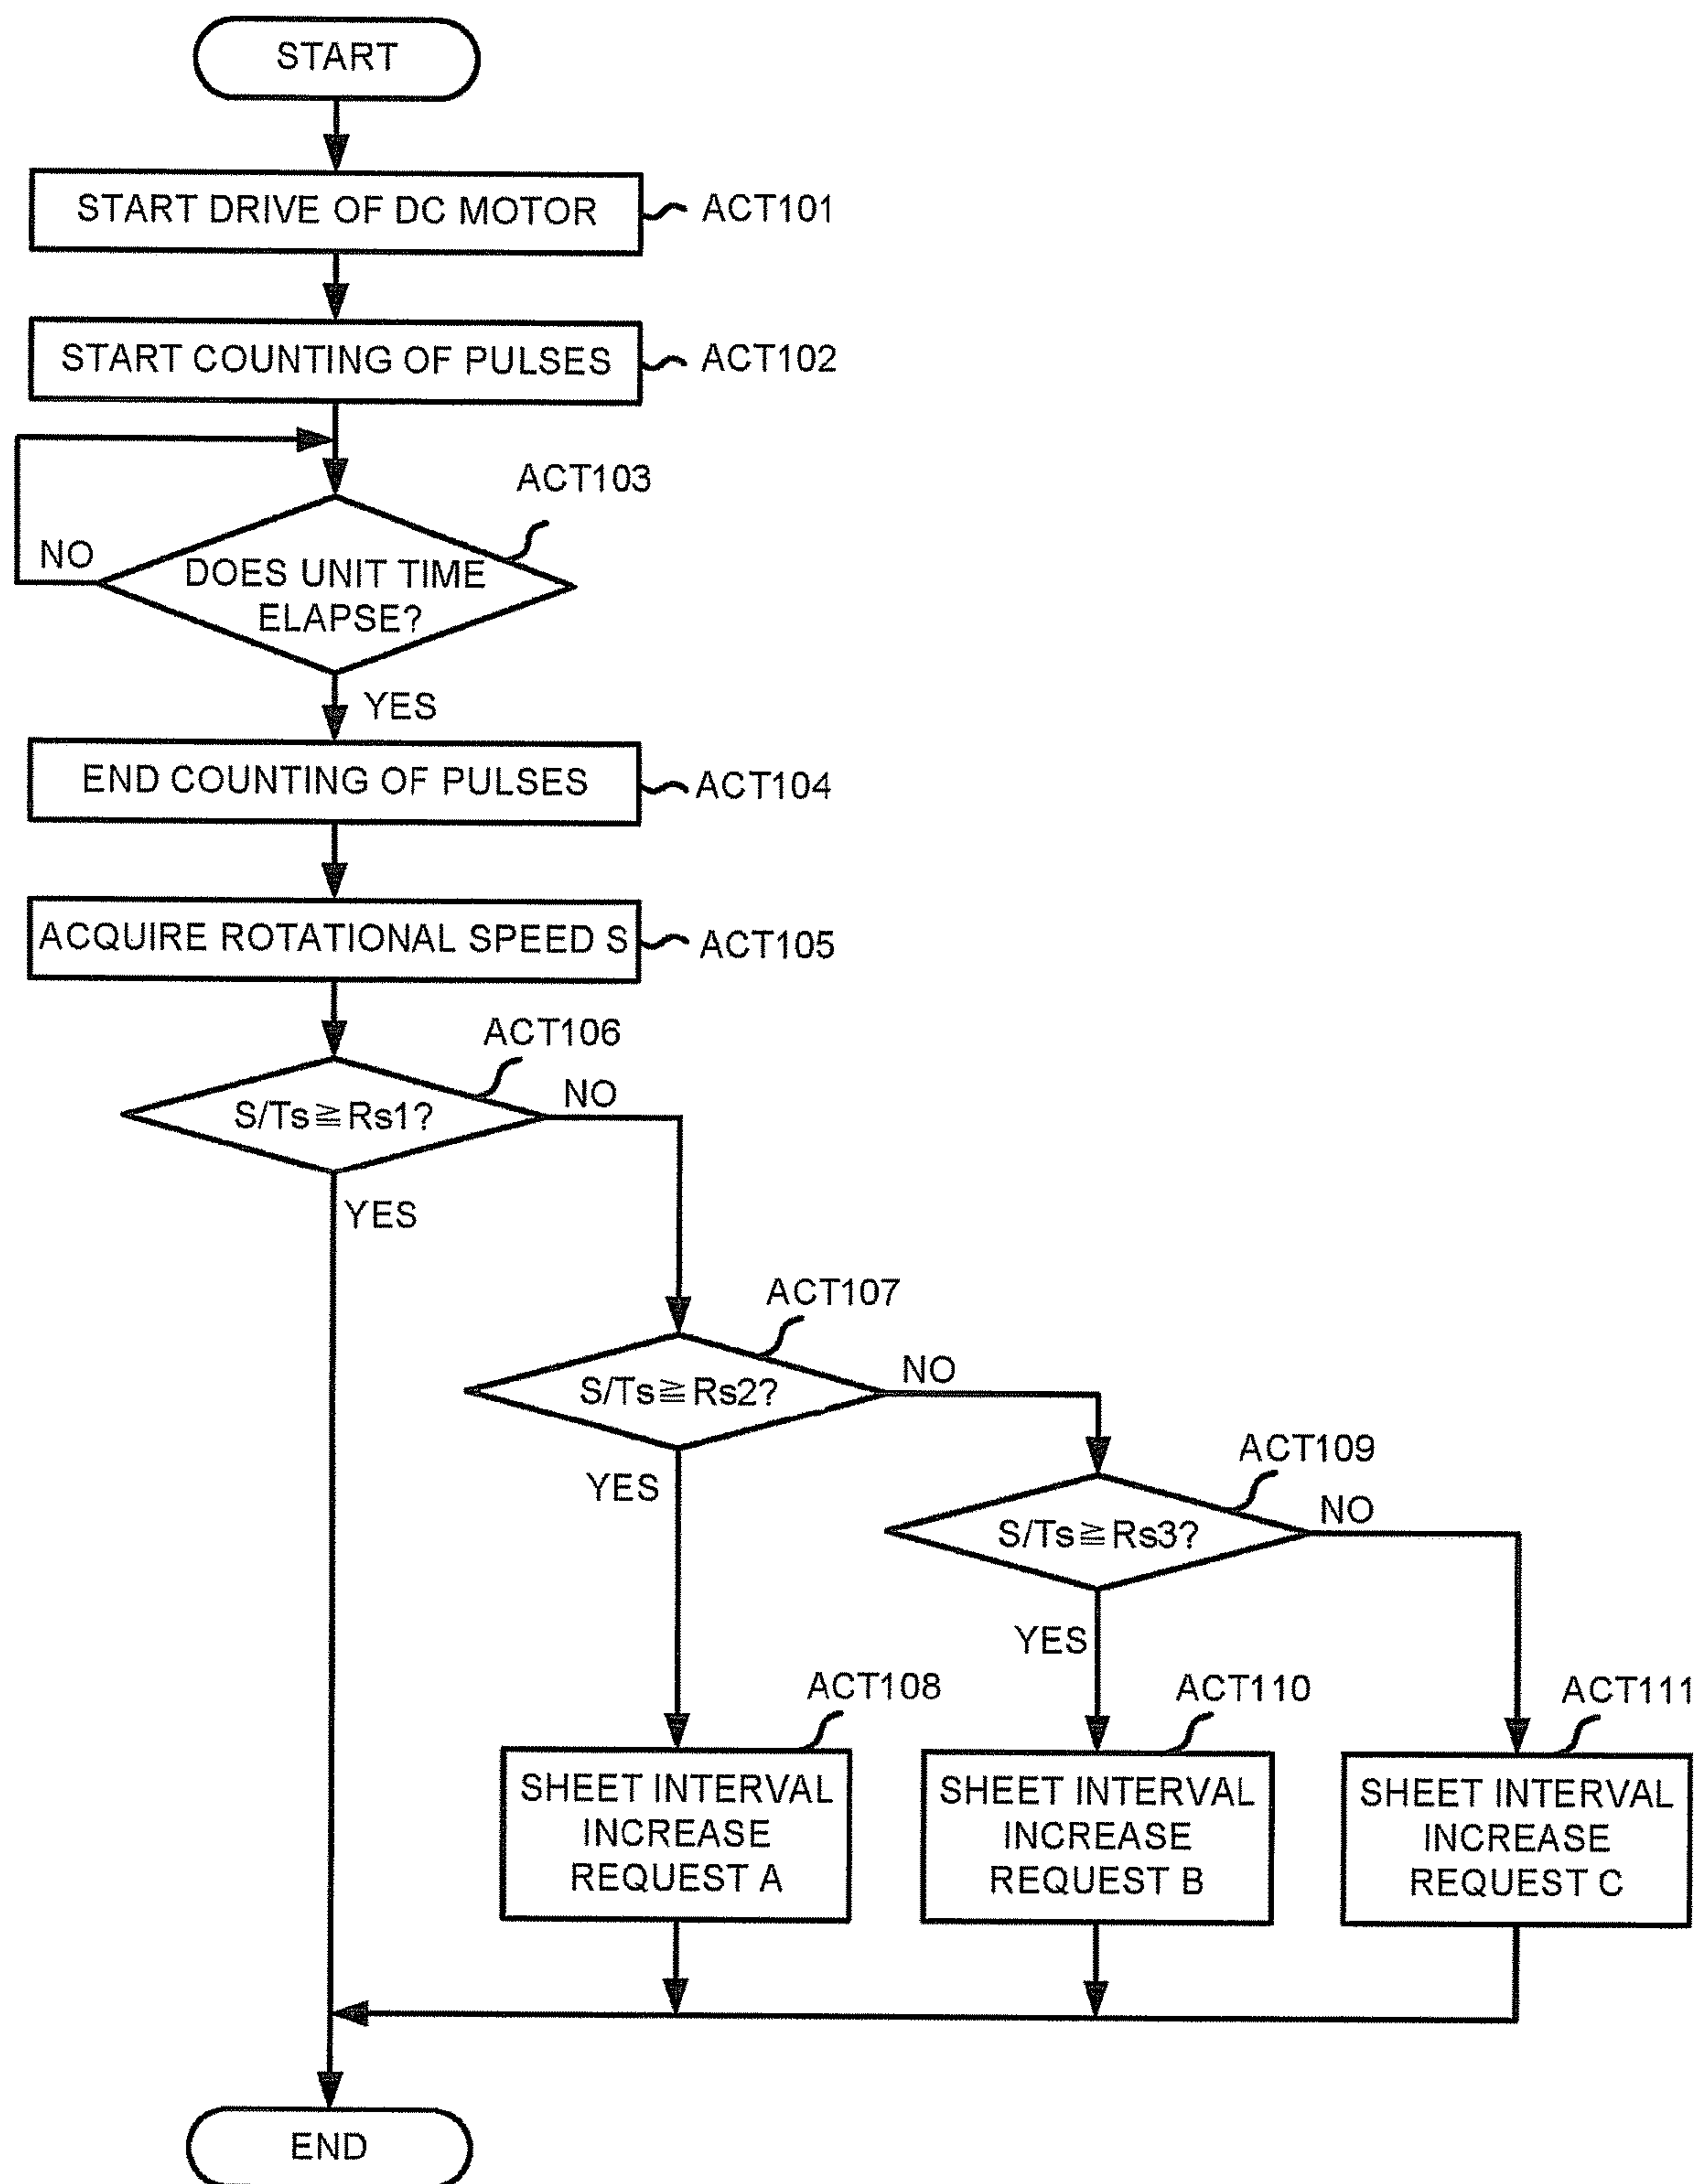 START
START DRIVE OF DC MOTOR
ACT101
START COUNTING OF PULSES
ACT102
ACT103
NO
DOES UNIT TIME
ELAPSE?
YES
END COUNTING OF PULSES
ACT104
ACQUIRE ROTATIONAL SPEED S
ACT105
ACT106
NO
S/Ts≧Rs1?
YES
ACT107
NO
S/Ts≧Rs2?
YES
ACT109
NO
S/Ts≧Rs3?
YES
ACT108
SHEET INTERVAL
INCREASE
REQUEST A
ACT110
SHEET INTERVAL
INCREASE
REQUEST B
ACT111
SHEET INTERVAL
INCREASE
REQUEST C
END